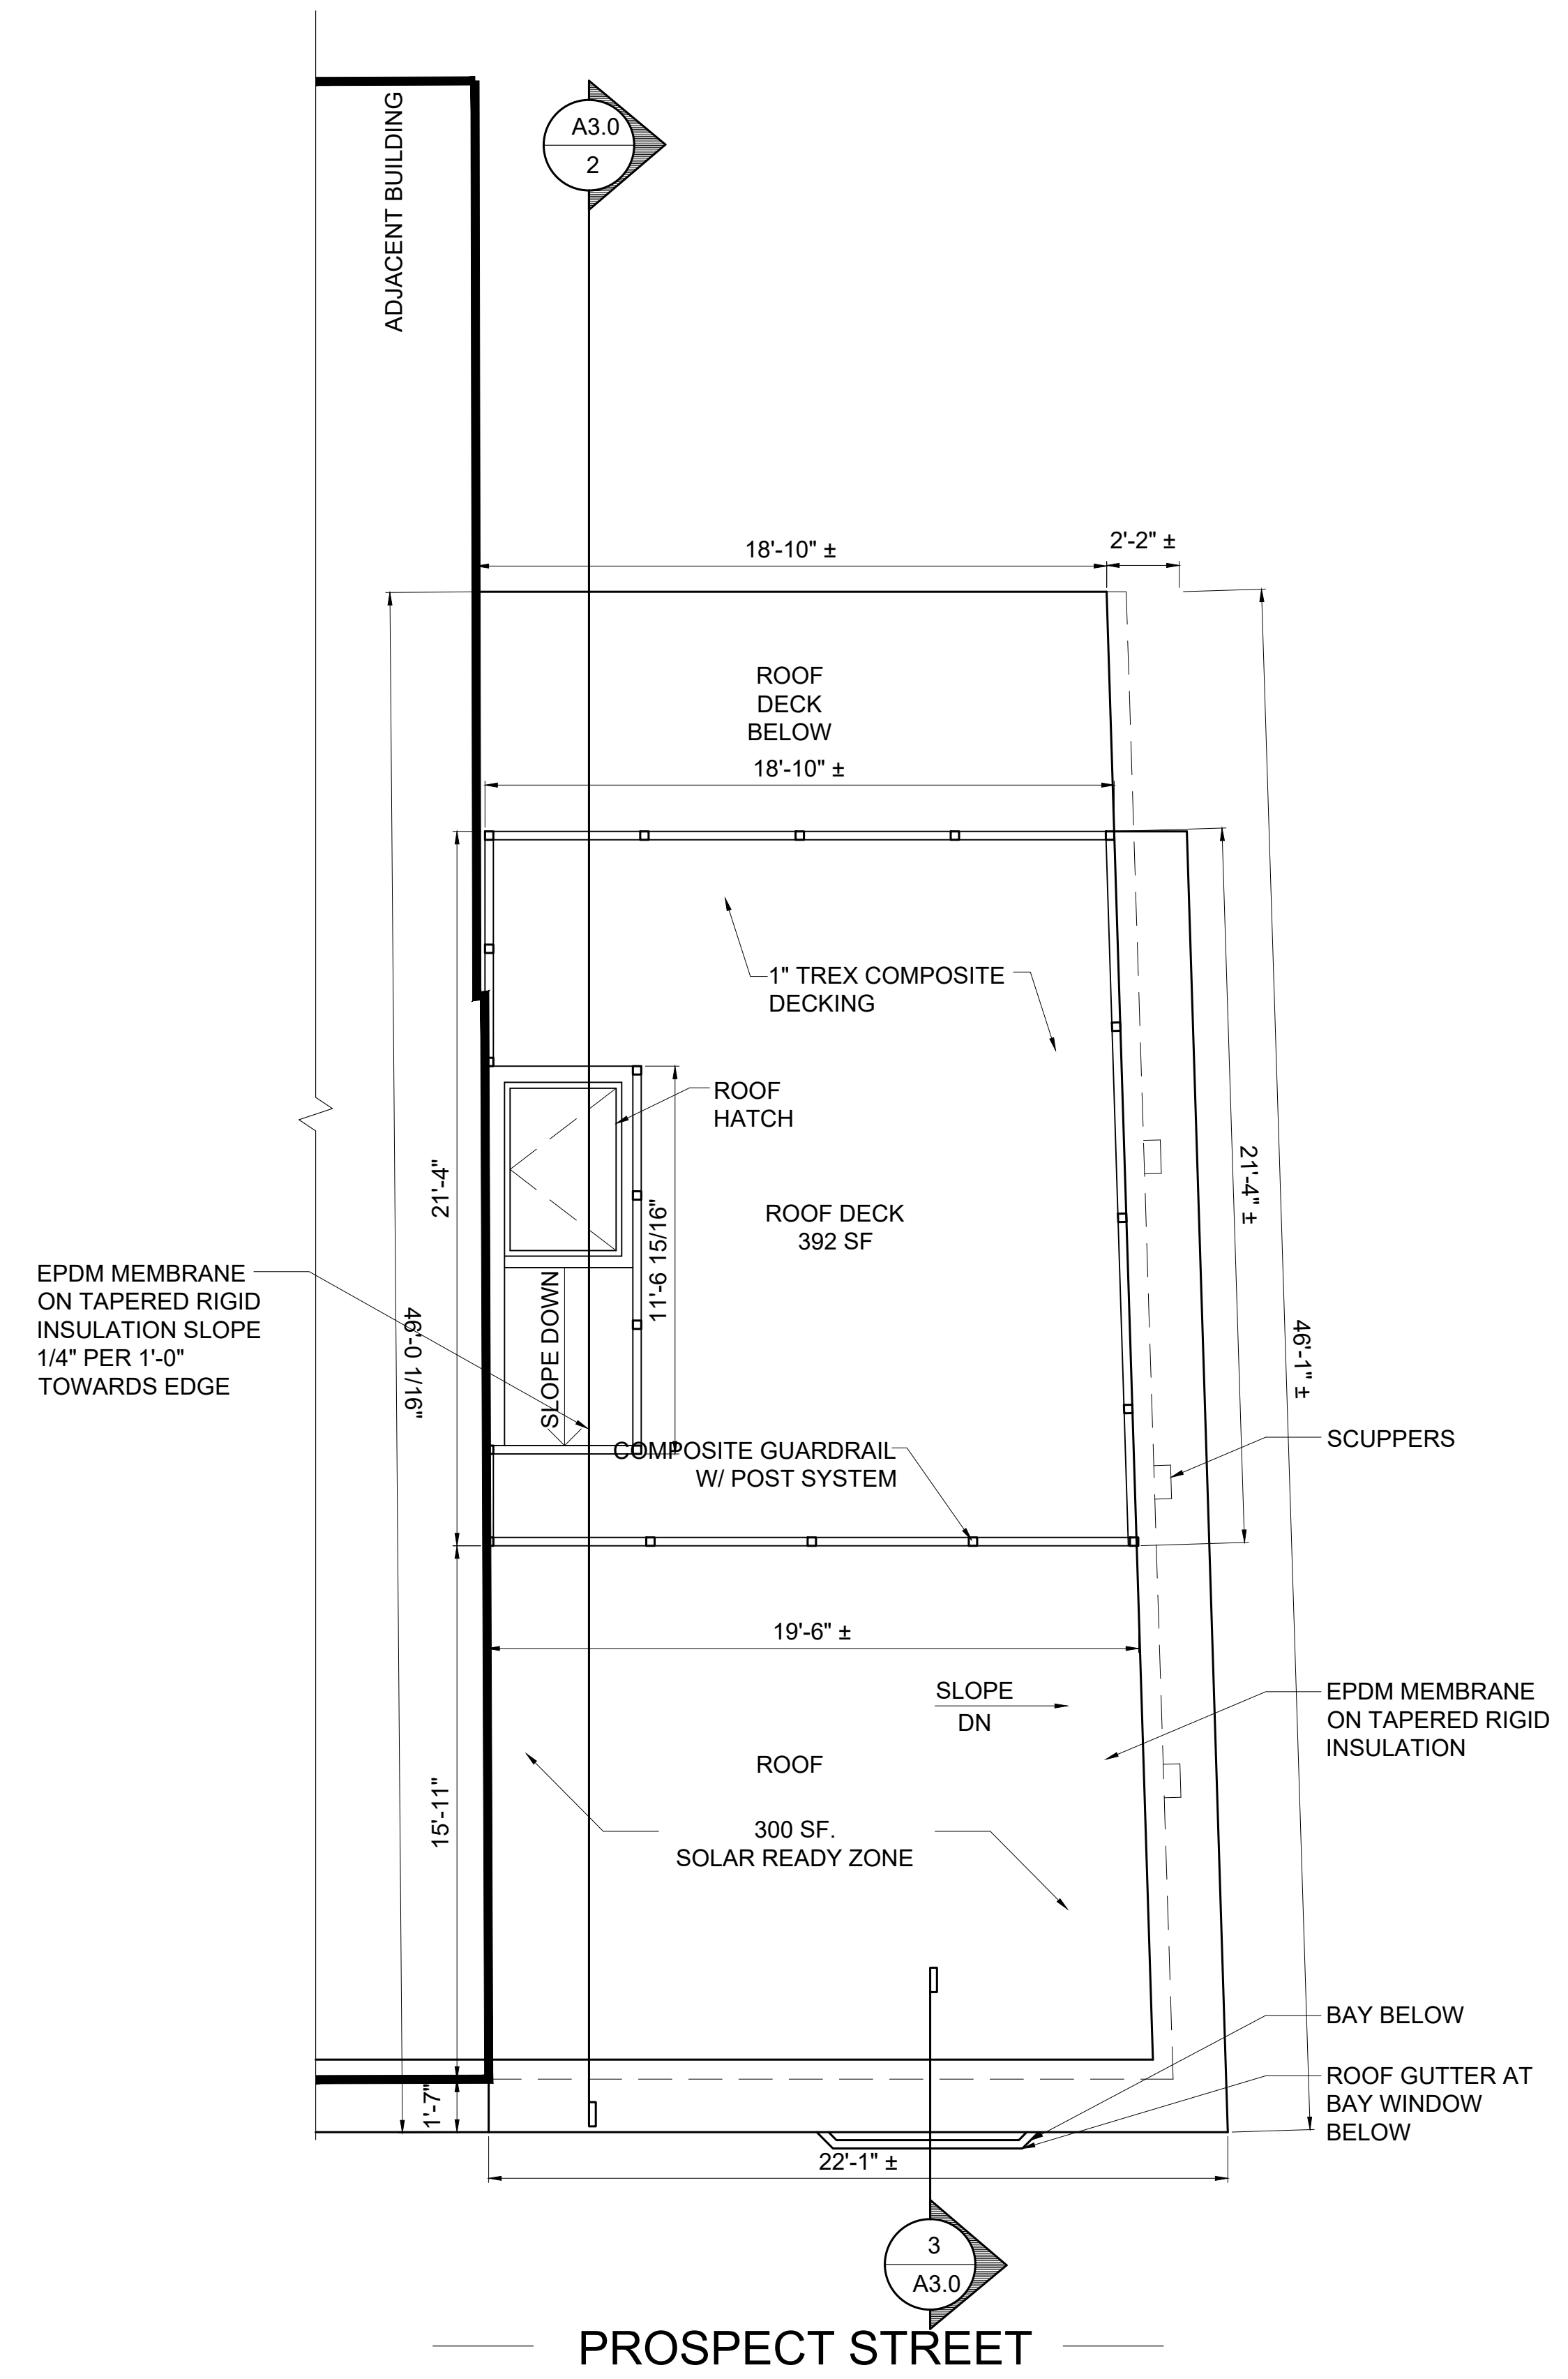 ADJACENT BUILDING
A3.0
2
18'-10" ±
2'-2" ±
ROOF
DECK
BELOW
18'-10" ±
1" TREX COMPOSITE
DECKING
ROOF
HATCH
21'-4"
21'-4" ±
ROOF DECK
392 SF
11'-6 15/16"
EPDM MEMBRANE
ON TAPERED RIGID
INSULATION SLOPE
1/4" PER 1'-0"
TOWARDS EDGE
46'-0 1/16"
SLOPE DOWN
46'-1" ±
COMPOSITE GUARDRAIL
W/ POST SYSTEM
SCUPPERS
19'-6" ±
SLOPE
DN
EPDM MEMBRANE
ON TAPERED RIGID
INSULATION
ROOF
15'-11"
300 SF.
SOLAR READY ZONE
BAY BELOW
ROOF GUTTER AT
BAY WINDOW
BELOW
1'-7"
22'-1" ±
3
A3.0
PROSPECT STREET